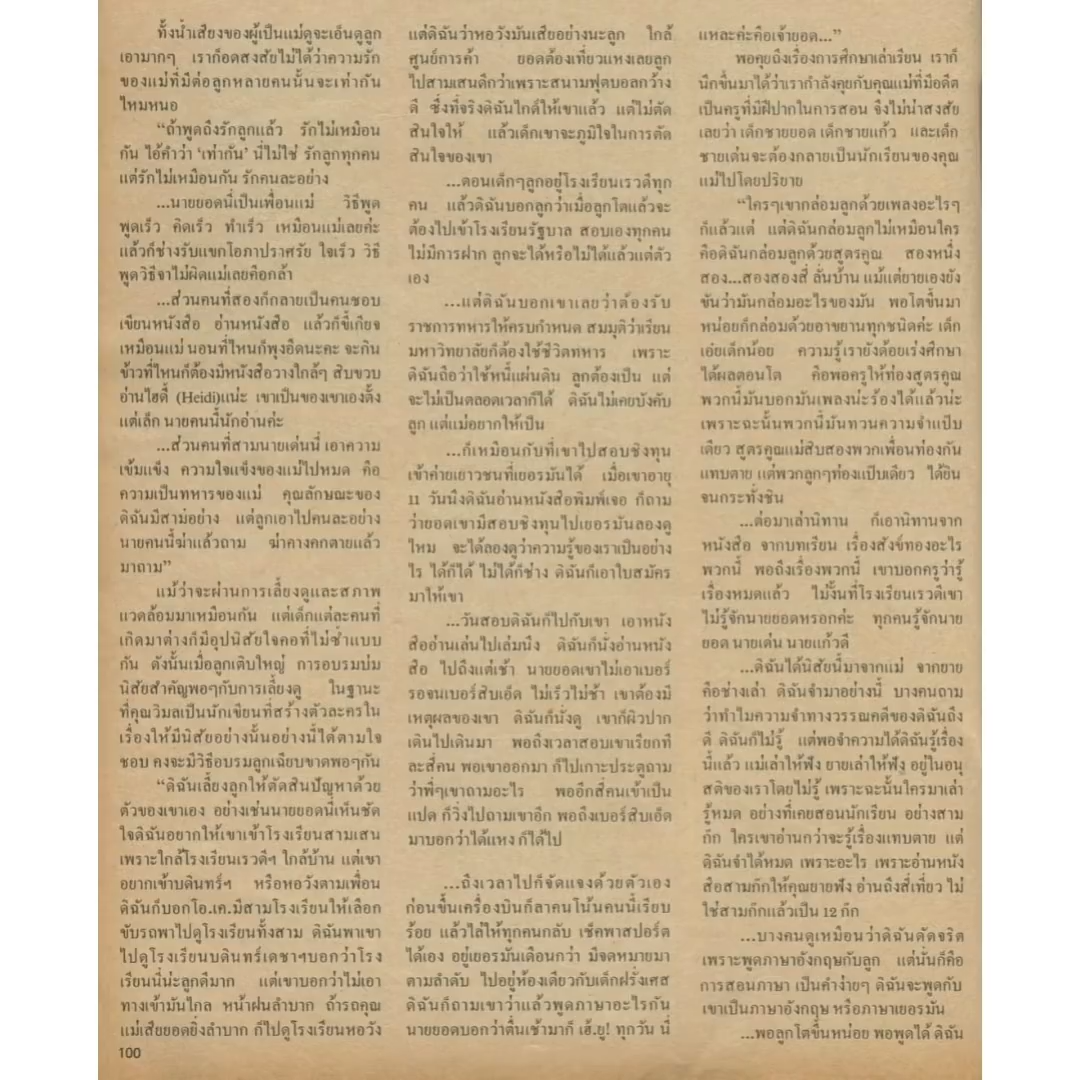 ทั้งน้ำเสียงของผู้เป็นแม่ดูจะเอ็นดูลูก
เอามากๆ เราก็อดสงสัยไม่ได้ว่าความรัก
ของแม่ที่มีต่อลูกหลายคนนั้นจะเท่ากัน
ไหมหนอ
“ถ้าพูดถึงรักลูกแล้ว รักไม่เหมือน
กัน ไอ้คำว่า ‘เท่ากัน’ นี่ไม่ใช่ รักลูกทุกคน
แต่รักไม่เหมือนกัน รักคนละอย่าง
...นายยอดนี่เป็นเพื่อนแม่ วิธีพูด
พูดเร็ว คิดเร็ว ทำเร็ว เหมือนแม่เลยค่ะ
แล้วก็ช่างรับแขกโอภาปราศรัย ใจเร็ว วิธี
พูดวิธีจาไม่ผิดแม่เลยคือกล้า
...ส่วนคนที่สองก็กลายเป็นคนชอบ
เขียนหนังสือ อ่านหนังสือ แล้วก็ขี้เกียจ
เหมือนแม่ นอนที่ไหนก็พุงอืดนะคะ จะกิน
ข้าวที่ไหนก็ต้องมีหนังสือวางใกล้ๆ สิบขวบ
อ่านไฮดี้ (Heidi)แน่ะ เขาเป็นของเขาเองตั้ง
แต่เล็ก นายคนนี้นักอ่านค่ะ
...ส่วนคนที่สามนายเด่นนี่ เอาความ
เข้มแข็ง ความใจแข็งของแม่ไปหมด คือ
ความเป็นทหารของแม่ คุณลักษณะของ
ดิฉันมีสามอย่าง แต่ลูกเอาไปคนละอย่าง
นายคนนี้ฆ่าแล้วถาม ฆ่าคางคกตายแล้ว
มาถาม”
แม้ว่าจะผ่านการเลี้ยงดูและสภาพ
แวดล้อมมาเหมือนกัน แต่เด็กแต่ละคนที่
เกิดมาต่างก็มีอุปนิสัยใจคอที่ไม่ซ้ำแบบ
กัน ดังนั้นเมื่อลูกเติบใหญ่ การอบรมบ่ม
นิสัยสำคัญพอๆกับการเลี้ยงดู ในฐานะ
ที่คุณวิมลเป็นนักเขียนที่สร้างตัวละครใน
เรื่องให้มีนิสัยอย่างนั้นอย่างนี้ได้ตามใจ
ชอบ คงจะมีวิธีอบรมลูกเฉียบขาดพอๆกัน
“ดิฉันเลี้ยงลูกให้ตัดสินปัญหาด้วย
ตัวของเขาเอง อย่างเช่นนายยอดนี่เห็นชัด
ใจดิฉันอยากให้เขาเข้าโรงเรียนสามเสน
เพราะใกล้โรงเรียนเรวดีฯ ใกล้บ้าน แต่เขา
อยากเข้าบดินทร์ฯ หรือหอวังตามเพื่อน
ดิฉันก็บอกโอ.เค.มีสามโรงเรียนให้เลือก
ขับรถพาไปดูโรงเรียนทั้งสาม ดิฉันพาเขา
ไปดูโรงเรียนบดินทร์เดชาฯบอกว่าโรง
เรียนนี้น่ะลูกดีมาก แต่เขาบอกว่าไม่เอา
ทางเข้ามันไกล หน้าฝนลำบาก ถ้ารถคุณ
แม่เสียยอดยิ่งลำบาก ก็ไปดูโรงเรียนหอวัง
100
แต่ดิฉันว่าหอวังมันเสียอย่างนะลูก ใกล้
ศูนย์การค้า ยอดต้องเที่ยวแหงเลยลูก
ไปสามเสนดีกว่าเพราะสนามฟุตบอลกว้าง
ดี ซึ่งที่จริงดิฉันไกด์ให้เขาแล้ว แต่ไม่ตัด
สินใจให้ แล้วเด็กเขาจะภูมิใจในการตัด
สินใจของเขา
...ตอนเด็กๆลูกอยู่โรงเรียนเรวดีทุก
คน แล้วดิฉันบอกลูกว่าเมื่อลูกโตแล้วจะ
ต้องไปเข้าโรงเรียนรัฐบาล สอบเองทุกคน
ไม่มีการฝาก ลูกจะได้หรือไม่ได้แล้วแต่ตัว
เอง
...แต่ดิฉันบอกเขาเลยว่าต้องรับ
ราชการทหารให้ครบกำหนด สมมุติว่าเรียน
มหาวิทยาลัยก็ต้องใช้ชีวิตทหาร เพราะ
ดิฉันถือว่าใช้หนี้แผ่นดิน ลูกต้องเป็น แต่
จะไม่เป็นตลอดเวลาก็ได้ ดิฉันไม่เคยบังคับ
ลูก แต่แม่อยากให้เป็น
...ก็เหมือนกับที่เขาไปสอบชิงทุน
เข้าค่ายเยาวชนที่เยอรมันได้ เมื่อเขาอายุ
11 วันนึงดิฉันอ่านหนังสือพิมพ์เจอ ก็ถาม
ว่ายอดเขามีสอบชิงทุนไปเยอรมันลองดู
ไหม จะได้ลองดูว่าความรู้ของเราเป็นอย่าง
ไร ได้ก็ได้ ไม่ได้ก็ช่าง ดิฉันก็เอาใบสมัคร
มาให้เขา
...วันสอบดิฉันก็ไปกับเขา เอาหนัง
สืออ่านเล่นไปเล่มนึง ดิฉันก็นั่งอ่านหนัง
สือ ไปถึงแต่เช้า นายยอดเขาไม่เอาเบอร์
รอจนเบอร์สิบเอ็ด ไม่เร็วไม่ช้า เขาต้องมี
เหตุผลของเขา ดิฉันก็นั่งดู เขาก็ผิวปาก
เดินไปเดินมา พอถึงเวลาสอบเขาเรียกที
ละสี่คน พอเขาออกมา ก็ไปเกาะประตูถาม
ว่าพี่ๆเขาถามอะไร พออีกสี่คนเข้าเป็น
แปด ก็วิ่งไปถามเขาอีก พอถึงเบอร์สิบเอ็ด
มาบอกว่าได้แหง ก็ได้ไป
...ถึงเวลาไปก็จัดแจงด้วยตัวเอง
ก่อนขึ้นเครื่องบินก็ลาคนโน้นคนนี้เรียบ
ร้อย แล้วไล่ให้ทุกคนกลับ เช็คพาสปอร์ต
ได้เอง อยู่เยอรมันเดือนกว่า มีจดหมายมา
ตามลำดับ ไปอยู่ห้องเดียวกับเด็กฝรั่งเศส
ดิฉันก็ถามเขาว่าแล้วพูดภาษาอะไรกัน
นายยอดบอกว่าตื่นเช้ามาก็ เฮ้.ยู! ทุกวัน นี่
แหละค่ะคือเจ้ายอด...”
พอคุยถึงเรื่องการศึกษาเล่าเรียน เราก็
นึกขึ้นมาได้ว่าเรากำลังคุยกับคุณแม่ที่มีอดีต
เป็นครูที่มีฝีปากในการสอน จึงไม่น่าสงสัย
เลยว่า เด็กชายยอด เด็กชายแก้ว และเด็ก
ชายเด่นจะต้องกลายเป็นนักเรียนของคุณ
แม่ไปโดยปริยาย
“ใครๆเขากล่อมลูกด้วยเพลงอะไรๆ
ก็แล้วแต่ แต่ดิฉันกล่อมลูกไม่เหมือนใคร
คือดิฉันกล่อมลูกด้วยสูตรคูณ สองหนึ่ง
สอง...สองสองสี่ ลั่นบ้าน แม้แต่ยายเองยัง
ขันว่ามันกล่อมอะไรของมัน พอโตขึ้นมา
หน่อยก็กล่อมด้วยอาขยานทุกชนิดค่ะ เด็ก
เอ๋ยเด็กน้อย ความรู้เรายังด้อยเร่งศึกษา
ได้ผลตอนโต คือพอครูให้ท่องสูตรคูณ
พวกนี้มันบอกมันเพลงน่ะร้องได้แล้วน่ะ
เพราะฉะนั้นพวกนี้มันทวนความจำแป๊บ
เดียว สูตรคูณแม่สิบสองพวกเพื่อนท่องกัน
แทบตาย แต่พวกลูกๆท่องแป๊บเดียว ได้ยิน
จนกระทั่งชิน
...ต่อมาเล่านิทาน ก็เอานิทานจาก
หนังสือ จากบทเรียน เรื่องสังข์ทองอะไร
พวกนี้ พอถึงเรื่องพวกนี้ เขาบอกครูว่ารู้
เรื่องหมดแล้ว ไม่งั้นที่โรงเรียนเรวดีเขา
ไม่รู้จักนายยอดหรอกค่ะ ทุกคนรู้จักนาย
ยอด นายเด่น นายแก้วดี
...ดิฉันได้นิสัยนี้มาจากแม่ จากยาย
คือช่างเล่า ดิฉันจำมาอย่างนี้ บางคนถาม
ว่าทำไมความจำทางวรรณคดีของดิฉันถึง
ดี ดิฉันก็ไม่รู้ แต่พอจำความได้ดิฉันรู้เรื่อง
นี้แล้ว แม่เล่าให้ฟัง ยายเล่าให้ฟัง อยู่ในอนุ
สติของเราโดยไม่รู้ เพราะฉะนั้นใครมาเล่า
รู้หมด อย่างที่เคยสอนนักเรียน อย่างสาม
ก๊ก ใครเขาอ่านกว่าจะรู้เรื่องแทบตาย แต่
ดิฉันจำได้หมด เพราะอะไร เพราะอ่านหนัง
สือสามก๊กให้คุณยายฟัง อ่านถึงสี่เที่ยว ไม่
ใช่สามก๊กแล้วเป็น 12 ก๊ก
...บางคนดูเหมือนว่าดิฉันดัดจริต
เพราะพูดภาษาอังกฤษกับลูก แต่นั่นก็คือ
การสอนภาษา เป็นคำง่ายๆ ดิฉันจะพูดกับ
เขาเป็นภาษาอังกฤษ หรือภาษาเยอรมัน
...พอลูกโตขึ้นหน่อย พอพูดได้ ดิฉัน